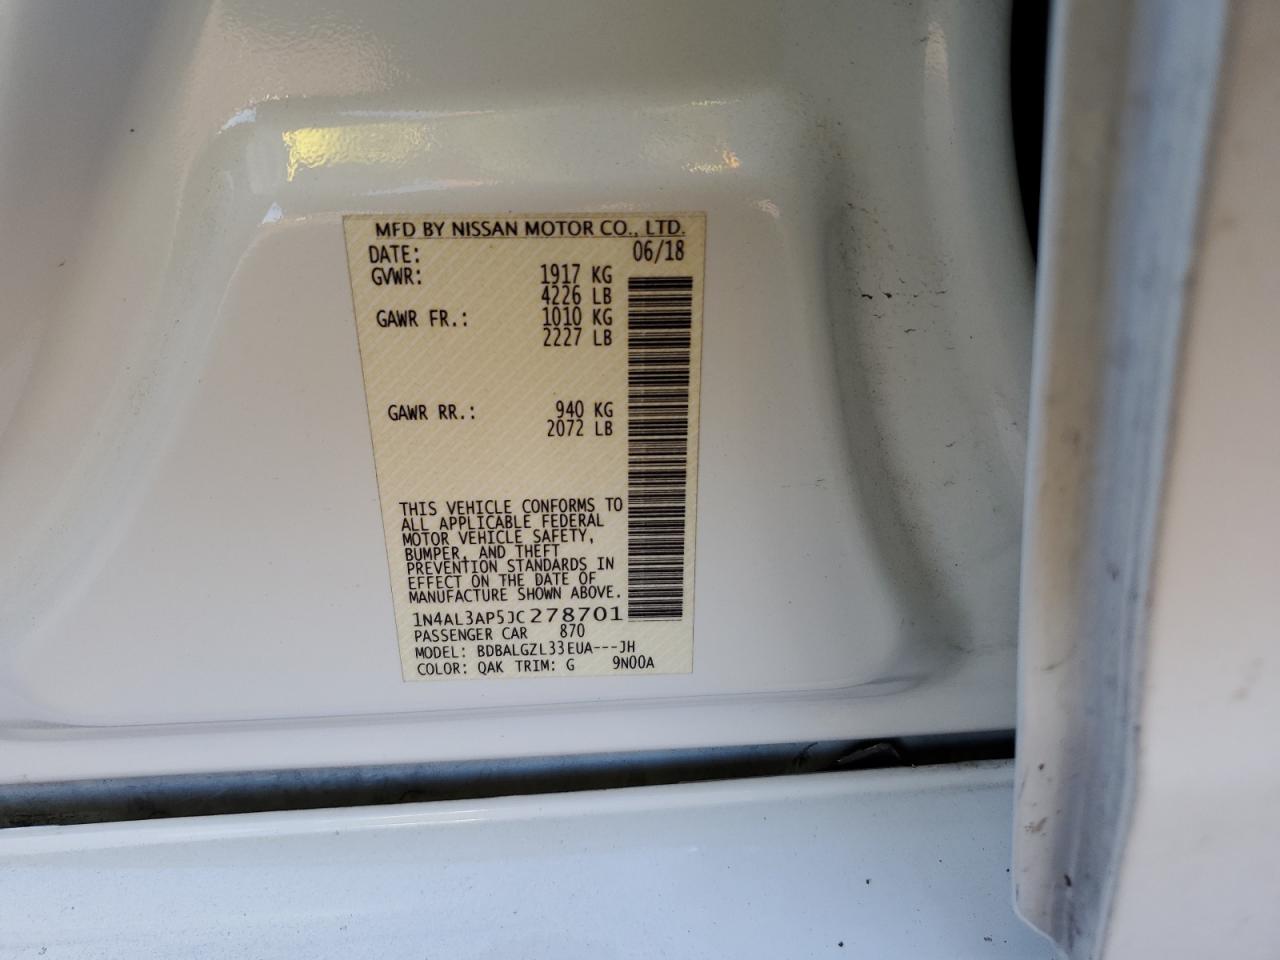 MFD BY NISSAN MOTOR CO., LTD.
DATE: 06/18
GVWR: 1917 KG
4226 LB
GAWR FR.: 1010 KG
2227 LB
GAWR RR.: 940 KG
2072 LB
THIS VEHICLE CONFORMS TO
ALL APPLICABLE FEDERAL
MOTOR VEHICLE SAFETY,
BUMPER, AND THEFT
PREVENTION STANDARDS IN
EFFECT ON THE DATE OF
MANUFACTURE SHOWN ABOVE.
1N4AL3AP5JC278701
PASSENGER CAR 870
MODEL: BDBALGZL33EUA---JH
COLOR: QAK TRIM: G 9N00A